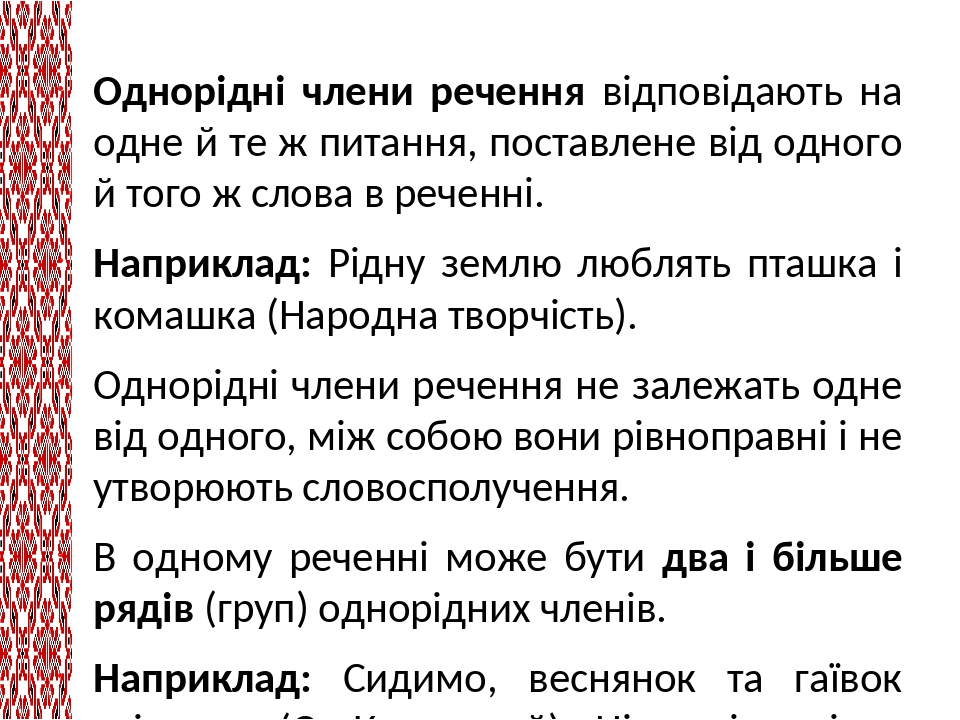 Однорідні члени речення відповідають на
одне й те ж питання, поставлене від одного
й того ж слова в реченні.
Наприклад: Рідну землю люблять пташка і
комашка (Народна творчість).
Однорідні члени речення не залежать одне
від одного, між собою вони рівноправні і не
утворюють словосполучення.
В одному реченні може бути два і більше
рядів (груп) однорідних членів.
Наприклад: Сидимо, веснянок та гаївок